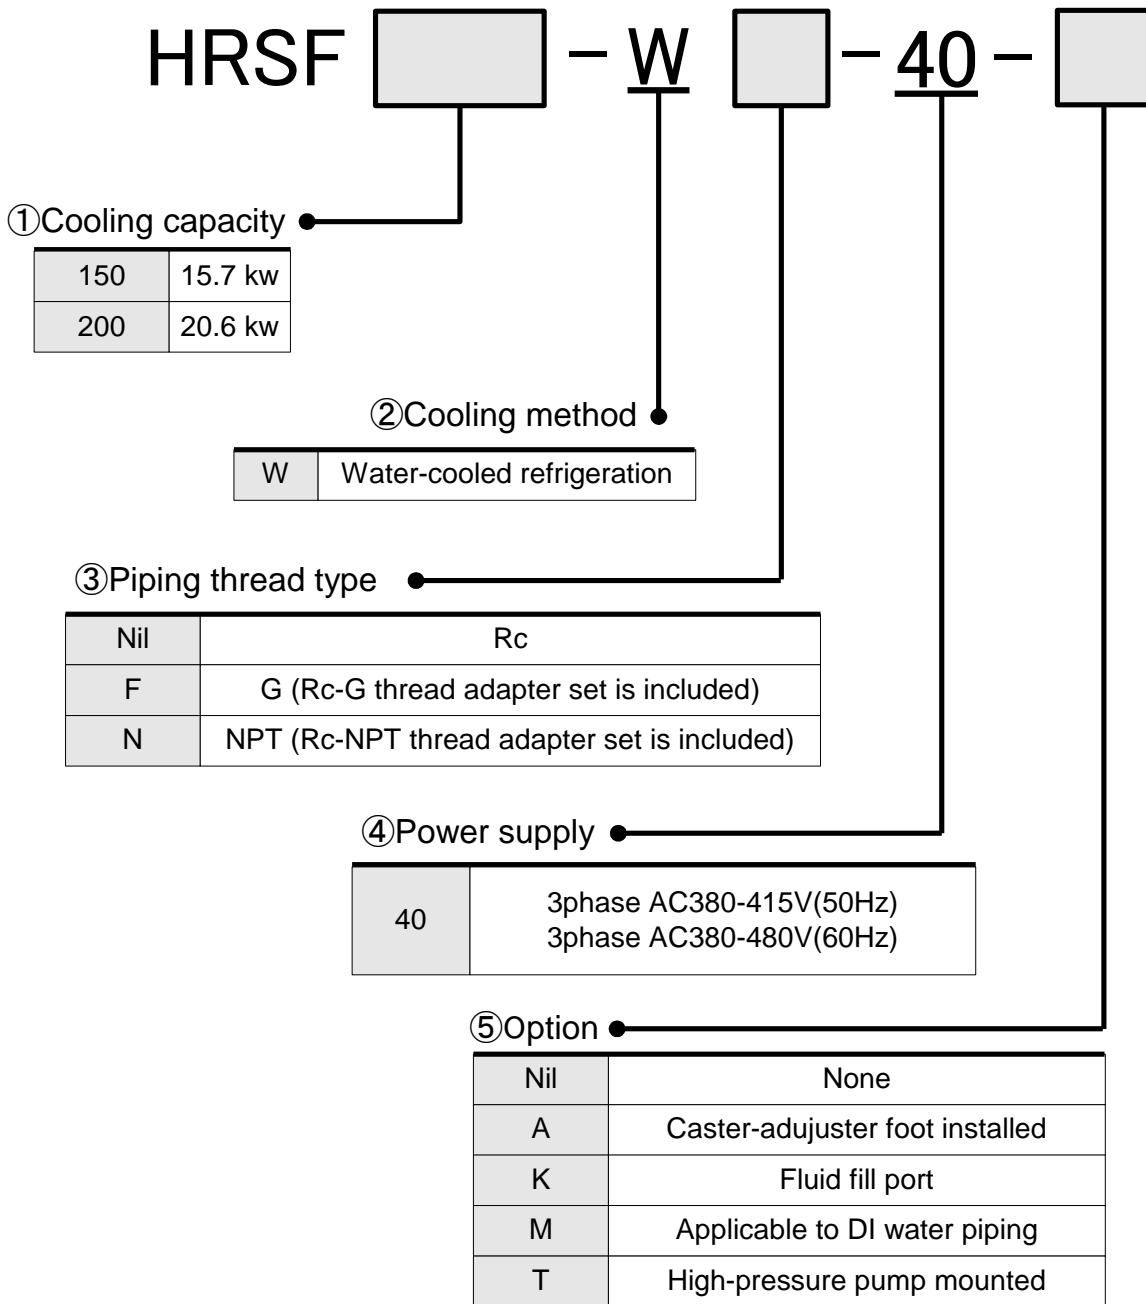 HRSF – W – 40 –
①Cooling capacity
150 15.7 kw
200 20.6 kw
②Cooling method
W Water-cooled refrigeration
③Piping thread type
Nil Rc
F G (Rc-G thread adapter set is included)
N NPT (Rc-NPT thread adapter set is included)
④Power supply
40 3phase AC380-415V(50Hz)
3phase AC380-480V(60Hz)
⑤Option
Nil None
A Caster-adujuster foot installed
K Fluid fill port
M Applicable to DI water piping
T High-pressure pump mounted